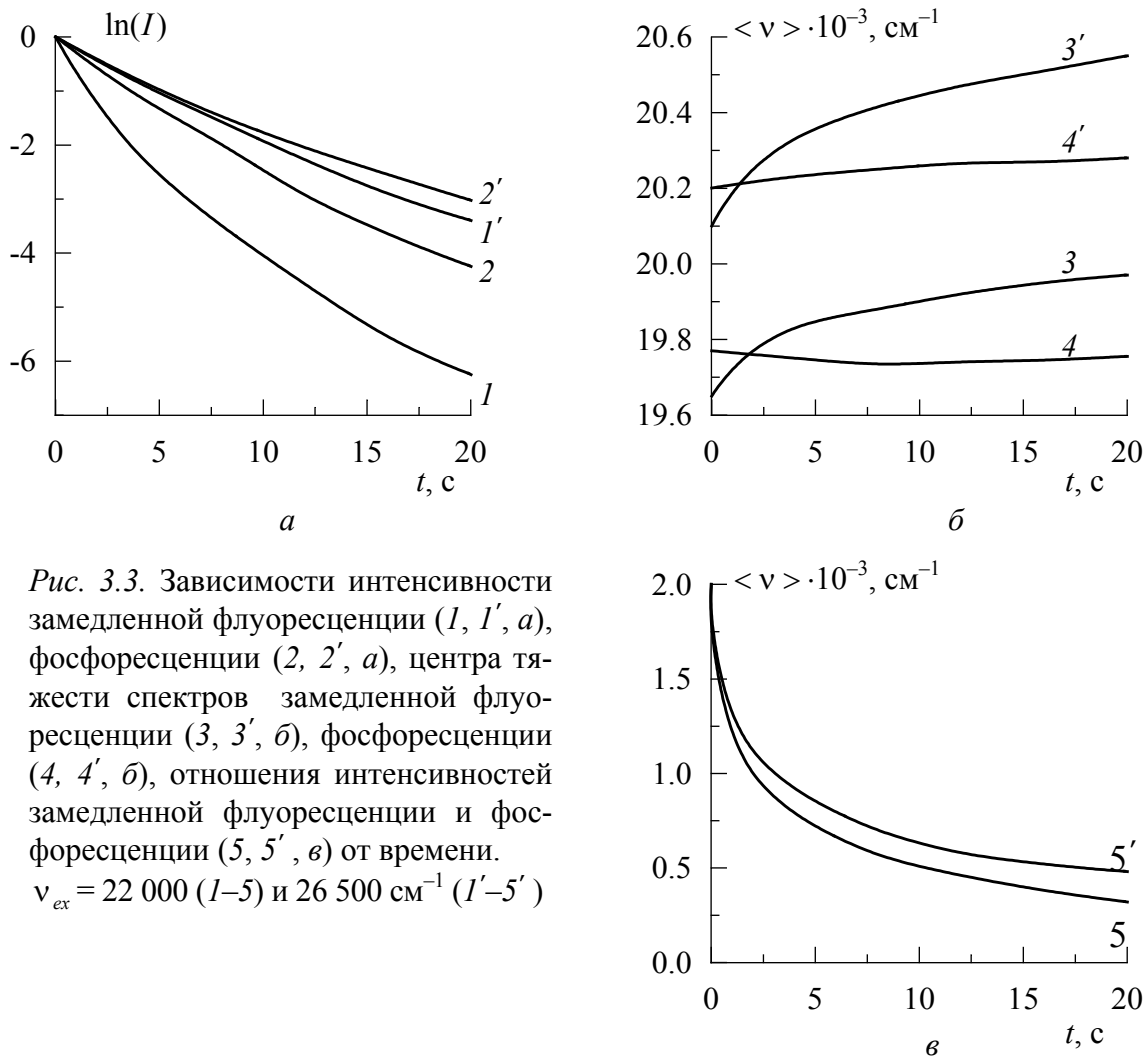 ln(I)
0
-2
-4
-6
2′
1′
2
1
0 5 10 15 20
t, с
а
< ν > ·10⁻³, см⁻¹
20.6
20.4
20.2
20.0
19.8
19.6
3′
4′
3
4
0 5 10 15 20
t, с
б
Рис. 3.3. Зависимости интенсивности
замедленной флуоресценции (1, 1′, а),
фосфоресценции (2, 2′, а), центра тя-
жести спектров замедленной флуо-
ресценции (3, 3′, б), фосфоресценции
(4, 4′, б), отношения интенсивностей
замедленной флуоресценции и фос-
форесценции (5, 5′ , в) от времени.
ν ex = 22 000 (1–5) и 26 500 см⁻¹ (1′–5′ )
< ν > ·10⁻³, см⁻¹
2.0
1.5
1.0
0.5
0.0
5′
5
0 5 10 15 20
t, с
в